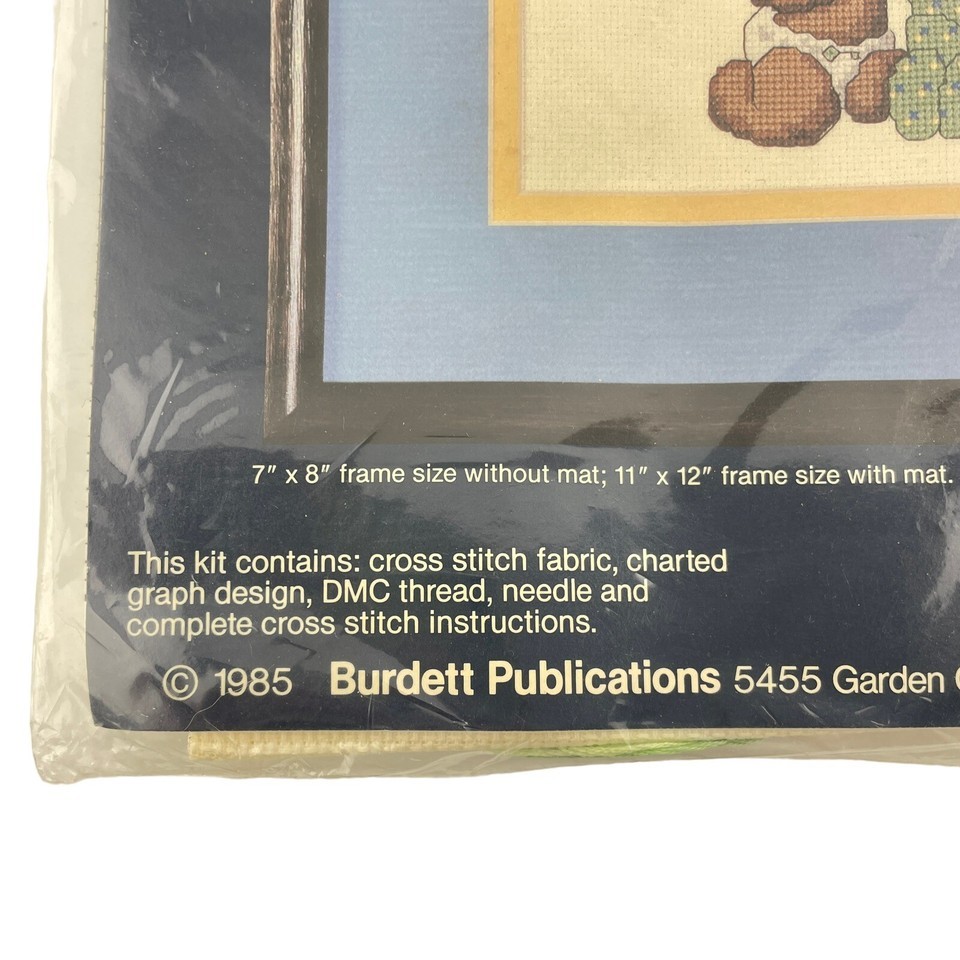 7" x 8" frame size without mat; 11" x 12" frame size with mat.
This kit contains: cross stitch fabric, charted
graph design, DMC thread, needle and
complete cross stitch instructions.
© 1985 Burdett Publications 5455 Garden